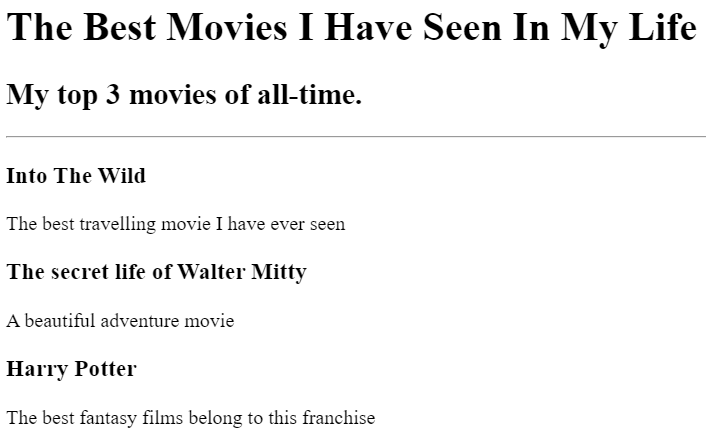 The Best Movies I Have Seen In My Life
My top 3 movies of all-time.
Into The Wild
The best travelling movie I have ever seen
The secret life of Walter Mitty
A beautiful adventure movie
Harry Potter
The best fantasy films belong to this franchise